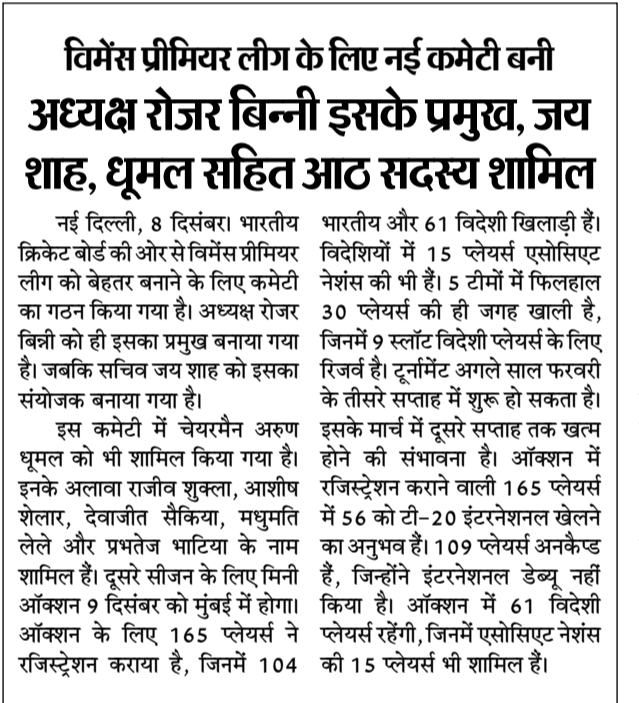 विमेंस प्रीमियर लीग के लिए नई कमेटी बनी
अध्यक्ष रोजर बिन्नी इसके प्रमुख, जय
शाह, धूमल सहित आठ सदस्य शामिल
नई दिल्ली, 8 दिसंबर। भारतीय
क्रिकेट बोर्ड की ओर से विमेंस प्रीमियर
लीग को बेहतर बनाने के लिए कमेटी
का गठन किया गया है। अध्यक्ष रोजर
बिन्नी को ही इसका प्रमुख बनाया गया
है। जबकि सचिव जय शाह को इसका
संयोजक बनाया गया है।
इस कमेटी में चेयरमैन अरुण
धूमल को भी शामिल किया गया है।
इनके अलावा राजीव शुक्ला, आशीष
शेलार, देवाजीत सैकिया, मधुमति
लेले और प्रभतेज भाटिया के नाम
शामिल हैं। दूसरे सीजन के लिए मिनी
ऑक्शन 9 दिसंबर को मुंबई में होगा।
ऑक्शन के लिए 165 प्लेयर्स ने
रजिस्ट्रेशन कराया है, जिनमें 104
भारतीय और 61 विदेशी खिलाड़ी हैं।
विदेशियों में 15 प्लेयर्स एसोसिएट
नेशंस की भी हैं। 5 टीमों में फिलहाल
30 प्लेयर्स की ही जगह खाली है,
जिनमें 9 स्लॉट विदेशी प्लेयर्स के लिए
रिजर्व है। टूर्नामेंट अगले साल फरवरी
के तीसरे सप्ताह में शुरू हो सकता है।
इसके मार्च में दूसरे सप्ताह तक खत्म
होने की संभावना है। ऑक्शन में
रजिस्ट्रेशन कराने वाली 165 प्लेयर्स
में 56 को टी-20 इंटरनेशनल खेलने
का अनुभव हैं। 109 प्लेयर्स अनकैप्ड
हैं, जिन्होंने इंटरनेशनल डेब्यू नहीं
किया है। ऑक्शन में 61 विदेशी
प्लेयर्स रहेंगी, जिनमें एसोसिएट नेशंस
की 15 प्लेयर्स भी शामिल हैं।